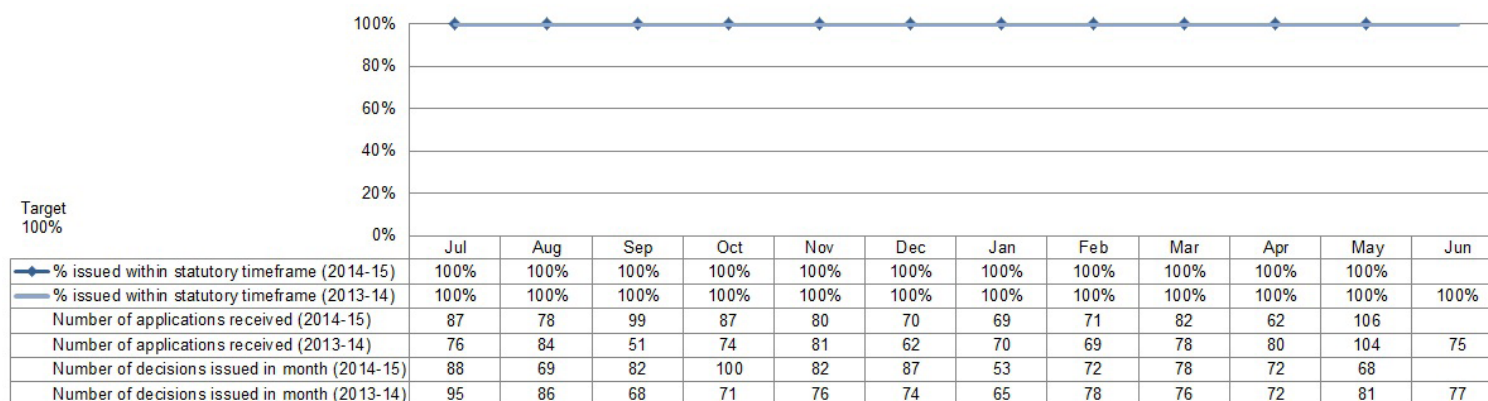 100%
80%
60%
40%
20%
Target
100%
0%
Jul Aug Sep Oct Nov Dec Jan Feb Mar Apr May Jun
% issued within statutory timeframe (2014-15) 100% 100% 100% 100% 100% 100% 100% 100% 100% 100% 100%
% issued within statutory timeframe (2013-14) 100% 100% 100% 100% 100% 100% 100% 100% 100% 100% 100% 100%
Number of applications received (2014-15) 87 78 99 87 80 70 69 71 82 62 106
Number of applications received (2013-14) 76 84 51 74 81 62 70 69 78 80 104 75
Number of decisions issued in month (2014-15) 88 69 82 100 82 87 53 72 78 72 68
Number of decisions issued in month (2013-14) 95 86 68 71 76 74 65 78 76 72 81 77